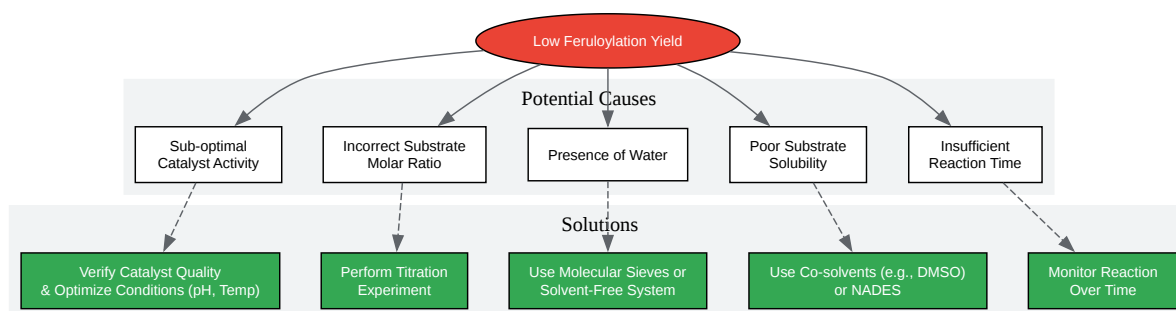 Low Feruloylation Yield
Potential Causes
Sub-optimal
Catalyst Activity
Incorrect Substrate
Molar Ratio
Presence of Water
Poor Substrate
Solubility
Insufficient
Reaction Time
Solutions
Verify Catalyst Quality
& Optimize Conditions (pH, Temp)
Perform Titration
Experiment
Use Molecular Sieves or
Solvent-Free System
Use Co-solvents (e.g., DMSO)
or NADES
Monitor Reaction
Over Time